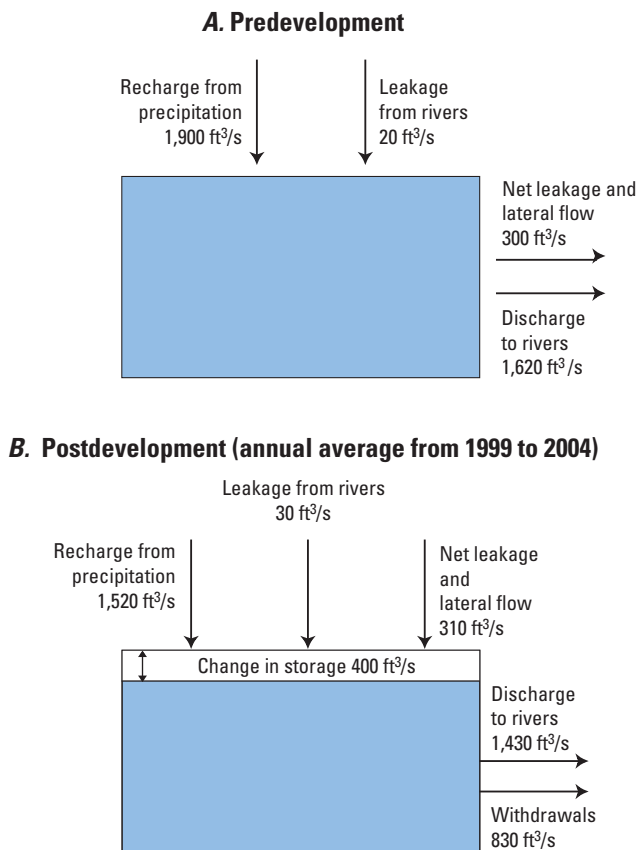 A. Predevelopment
Recharge from
precipitation
1,900 ft³/s
Leakage
from rivers
20 ft³/s
Net leakage and
lateral flow
300 ft³/s
Discharge
to rivers
1,620 ft³/s
B. Postdevelopment (annual average from 1999 to 2004)
Leakage from rivers
30 ft³/s
Recharge from
precipitation
1,520 ft³/s
Net leakage
and
lateral flow
310 ft³/s
Change in storage 400 ft³/s
Discharge
to rivers
1,430 ft³/s
Withdrawals
830 ft³/s